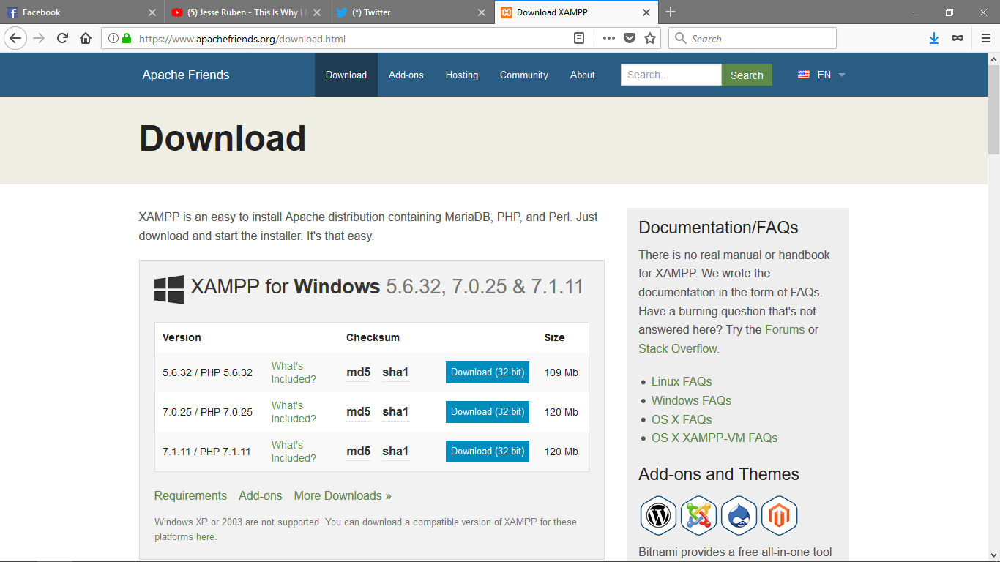 Facebook
(5) Jesse Ruben - This Is Why I
(*) Twitter
Download XAMPP
https://www.apachefriends.org/download.html
Search
Apache Friends
Download
Add-ons
Hosting
Community
About
Search..
Search
EN
Download
XAMPP is an easy to install Apache distribution containing MariaDB, PHP, and Perl. Just
download and start the installer. It's that easy.
XAMPP for Windows 5.6.32, 7.0.25 & 7.1.11
Version Checksum Size
5.6.32 / PHP 5.6.32 What's
Included? md5 sha1 Download (32 bit) 109 Mb
7.0.25 / PHP 7.0.25 What's
Included? md5 sha1 Download (32 bit) 120 Mb
7.1.11 / PHP 7.1.11 What's
Included? md5 sha1 Download (32 bit) 120 Mb
Requirements Add-ons More Downloads »
Windows XP or 2003 are not supported. You can download a compatible version of XAMPP for these
platforms here.
Documentation/FAQs
There is no real manual or handbook
for XAMPP. We wrote the
documentation in the form of FAQs.
Have a burning question that's not
answered here? Try the Forums or
Stack Overflow.
Linux FAQs
Windows FAQs
OS X FAQs
OS X XAMPP-VM FAQs
Add-ons and Themes
Bitnami provides a free all-in-one tool